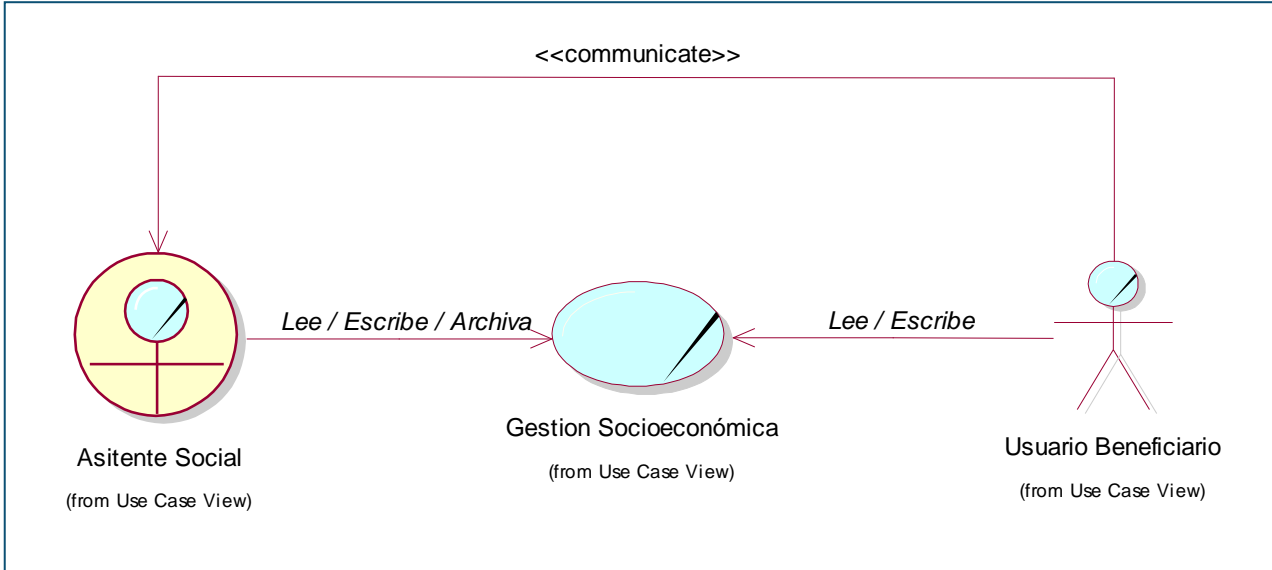 <<communicate>>
Lee / Escribe / Archiva
Lee / Escribe
Asitente Social
(from Use Case View)
Gestion Socioeconómica
(from Use Case View)
Usuario Beneficiario
(from Use Case View)